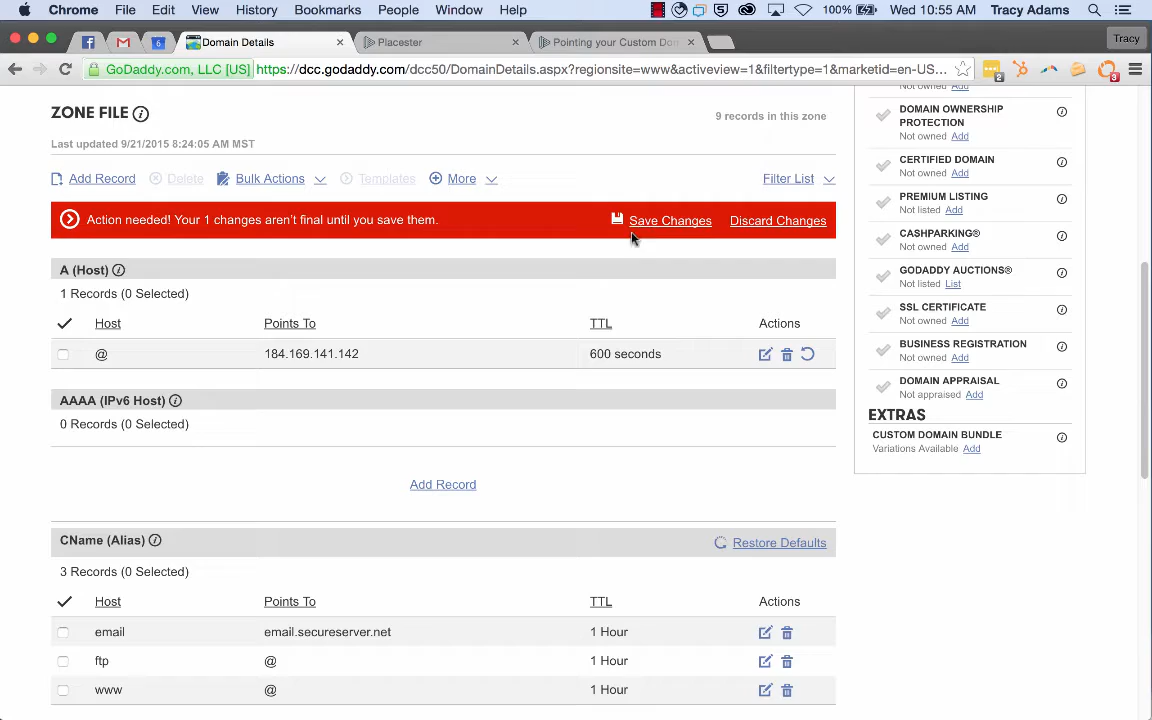 Chrome File Edit View History Bookmarks People Window Help 100% Wed 10:55 AM Tracy Adams
Domain Details Placester Pointing your Custom Dom Tracy
GoDaddy.com, LLC [US] https://dcc.godaddy.com/dcc50/DomainDetails.aspx?regionsite=www&activeview=1&filtertype=1&marketid=en-US...
ZONE FILE
9 records in this zone
Last updated 9/21/2015 8:24:05 AM MST
Add Record Delete Bulk Actions Templates More Filter List
Action needed! Your 1 changes aren't final until you save them. Save Changes Discard Changes
A (Host)
1 Records (0 Selected)
Host Points To TTL Actions
@ 184.169.141.142 600 seconds
AAAA (IPv6 Host)
0 Records (0 Selected)
Add Record
CName (Alias) Restore Defaults
3 Records (0 Selected)
Host Points To TTL Actions
email email.secureserver.net 1 Hour
ftp @ 1 Hour
www @ 1 Hour
Not owned Add
DOMAIN OWNERSHIP
PROTECTION
Not owned Add
CERTIFIED DOMAIN
Not owned Add
PREMIUM LISTING
Not listed Add
CASHPARKING®
Not owned Add
GODADDY AUCTIONS®
Not listed List
SSL CERTIFICATE
Not owned Add
BUSINESS REGISTRATION
Not owned Add
DOMAIN APPRAISAL
Not appraised Add
EXTRAS
CUSTOM DOMAIN BUNDLE
Variations Available Add